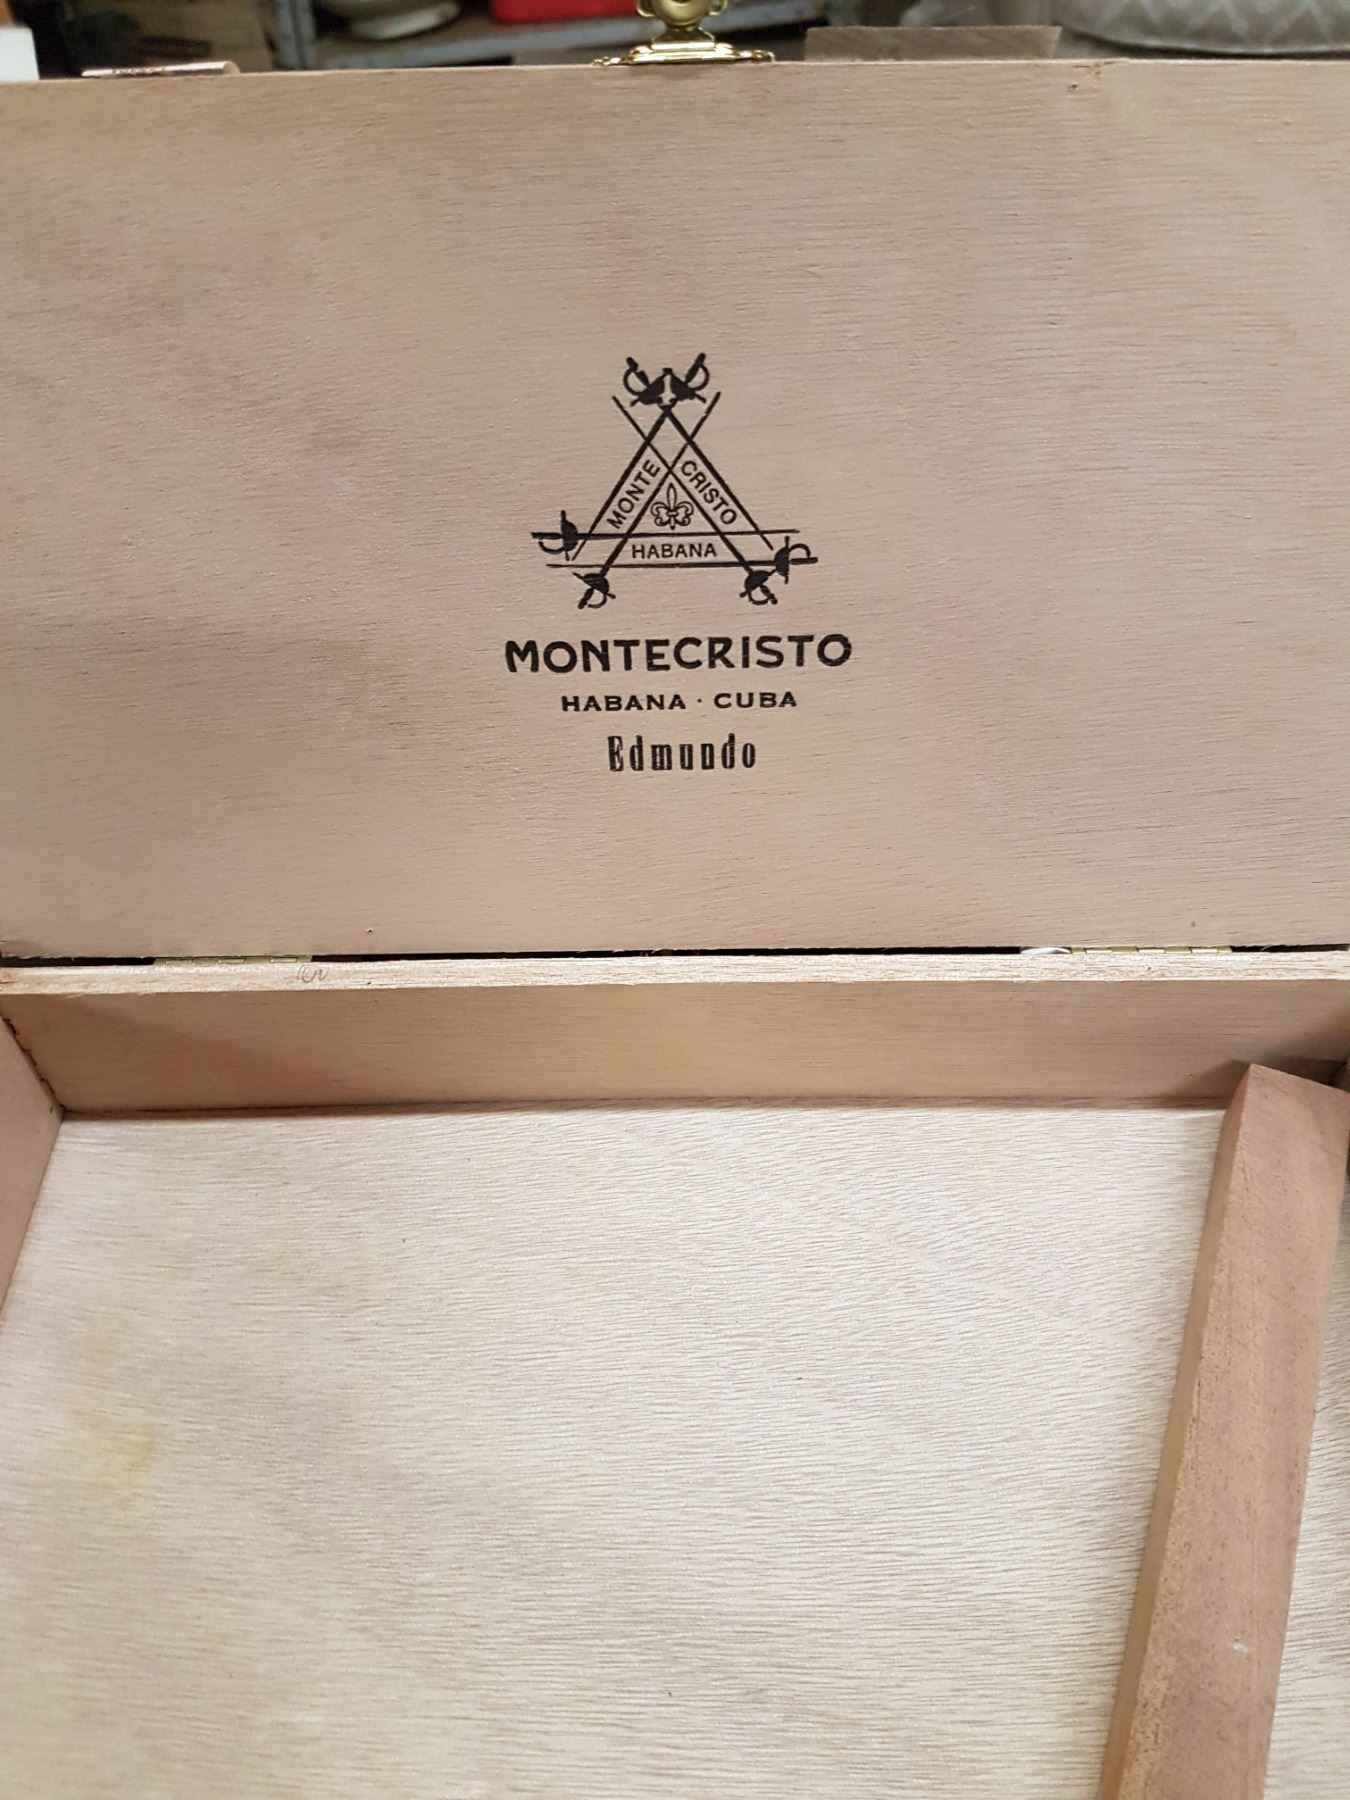 MONTE CRISTO
HABANA
MONTECRISTO
HABANA · CUBA
Edmundo